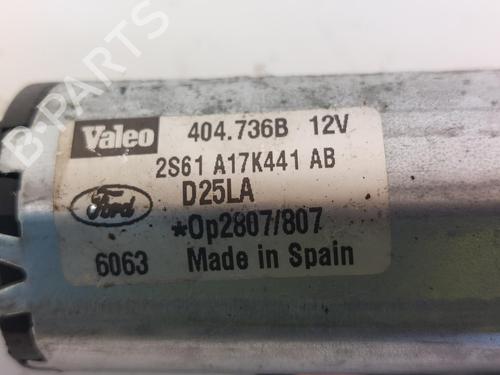 Valeo 404.736B 12V
2S61 A17K441 AB
Ford D25LA
*Op2807/807
6063 Made in Spain
B-PARTS